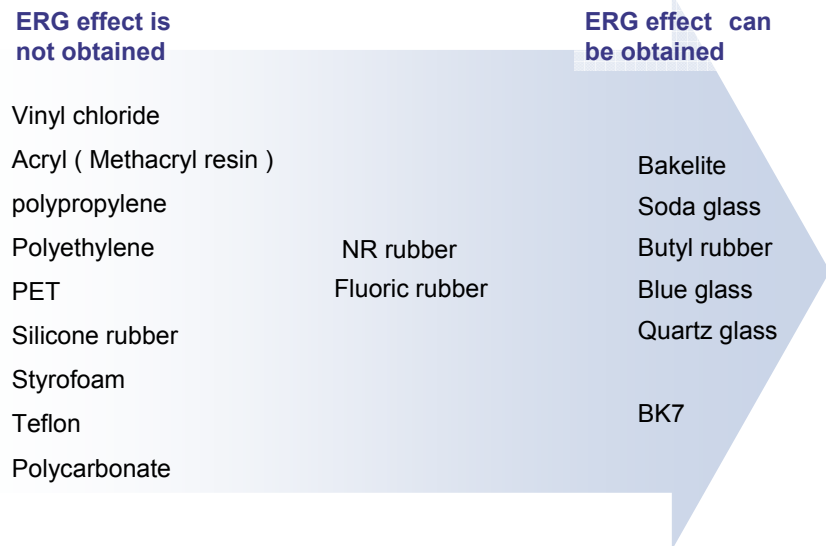 ERG effect is
not obtained
ERG effect can
be obtained
Vinyl chloride
Acryl ( Methacryl resin )
polypropylene
Polyethylene
PET
Silicone rubber
Styrofoam
Teflon
Polycarbonate
NR rubber
Fluoric rubber
Bakelite
Soda glass
Butyl rubber
Blue glass
Quartz glass
BK7